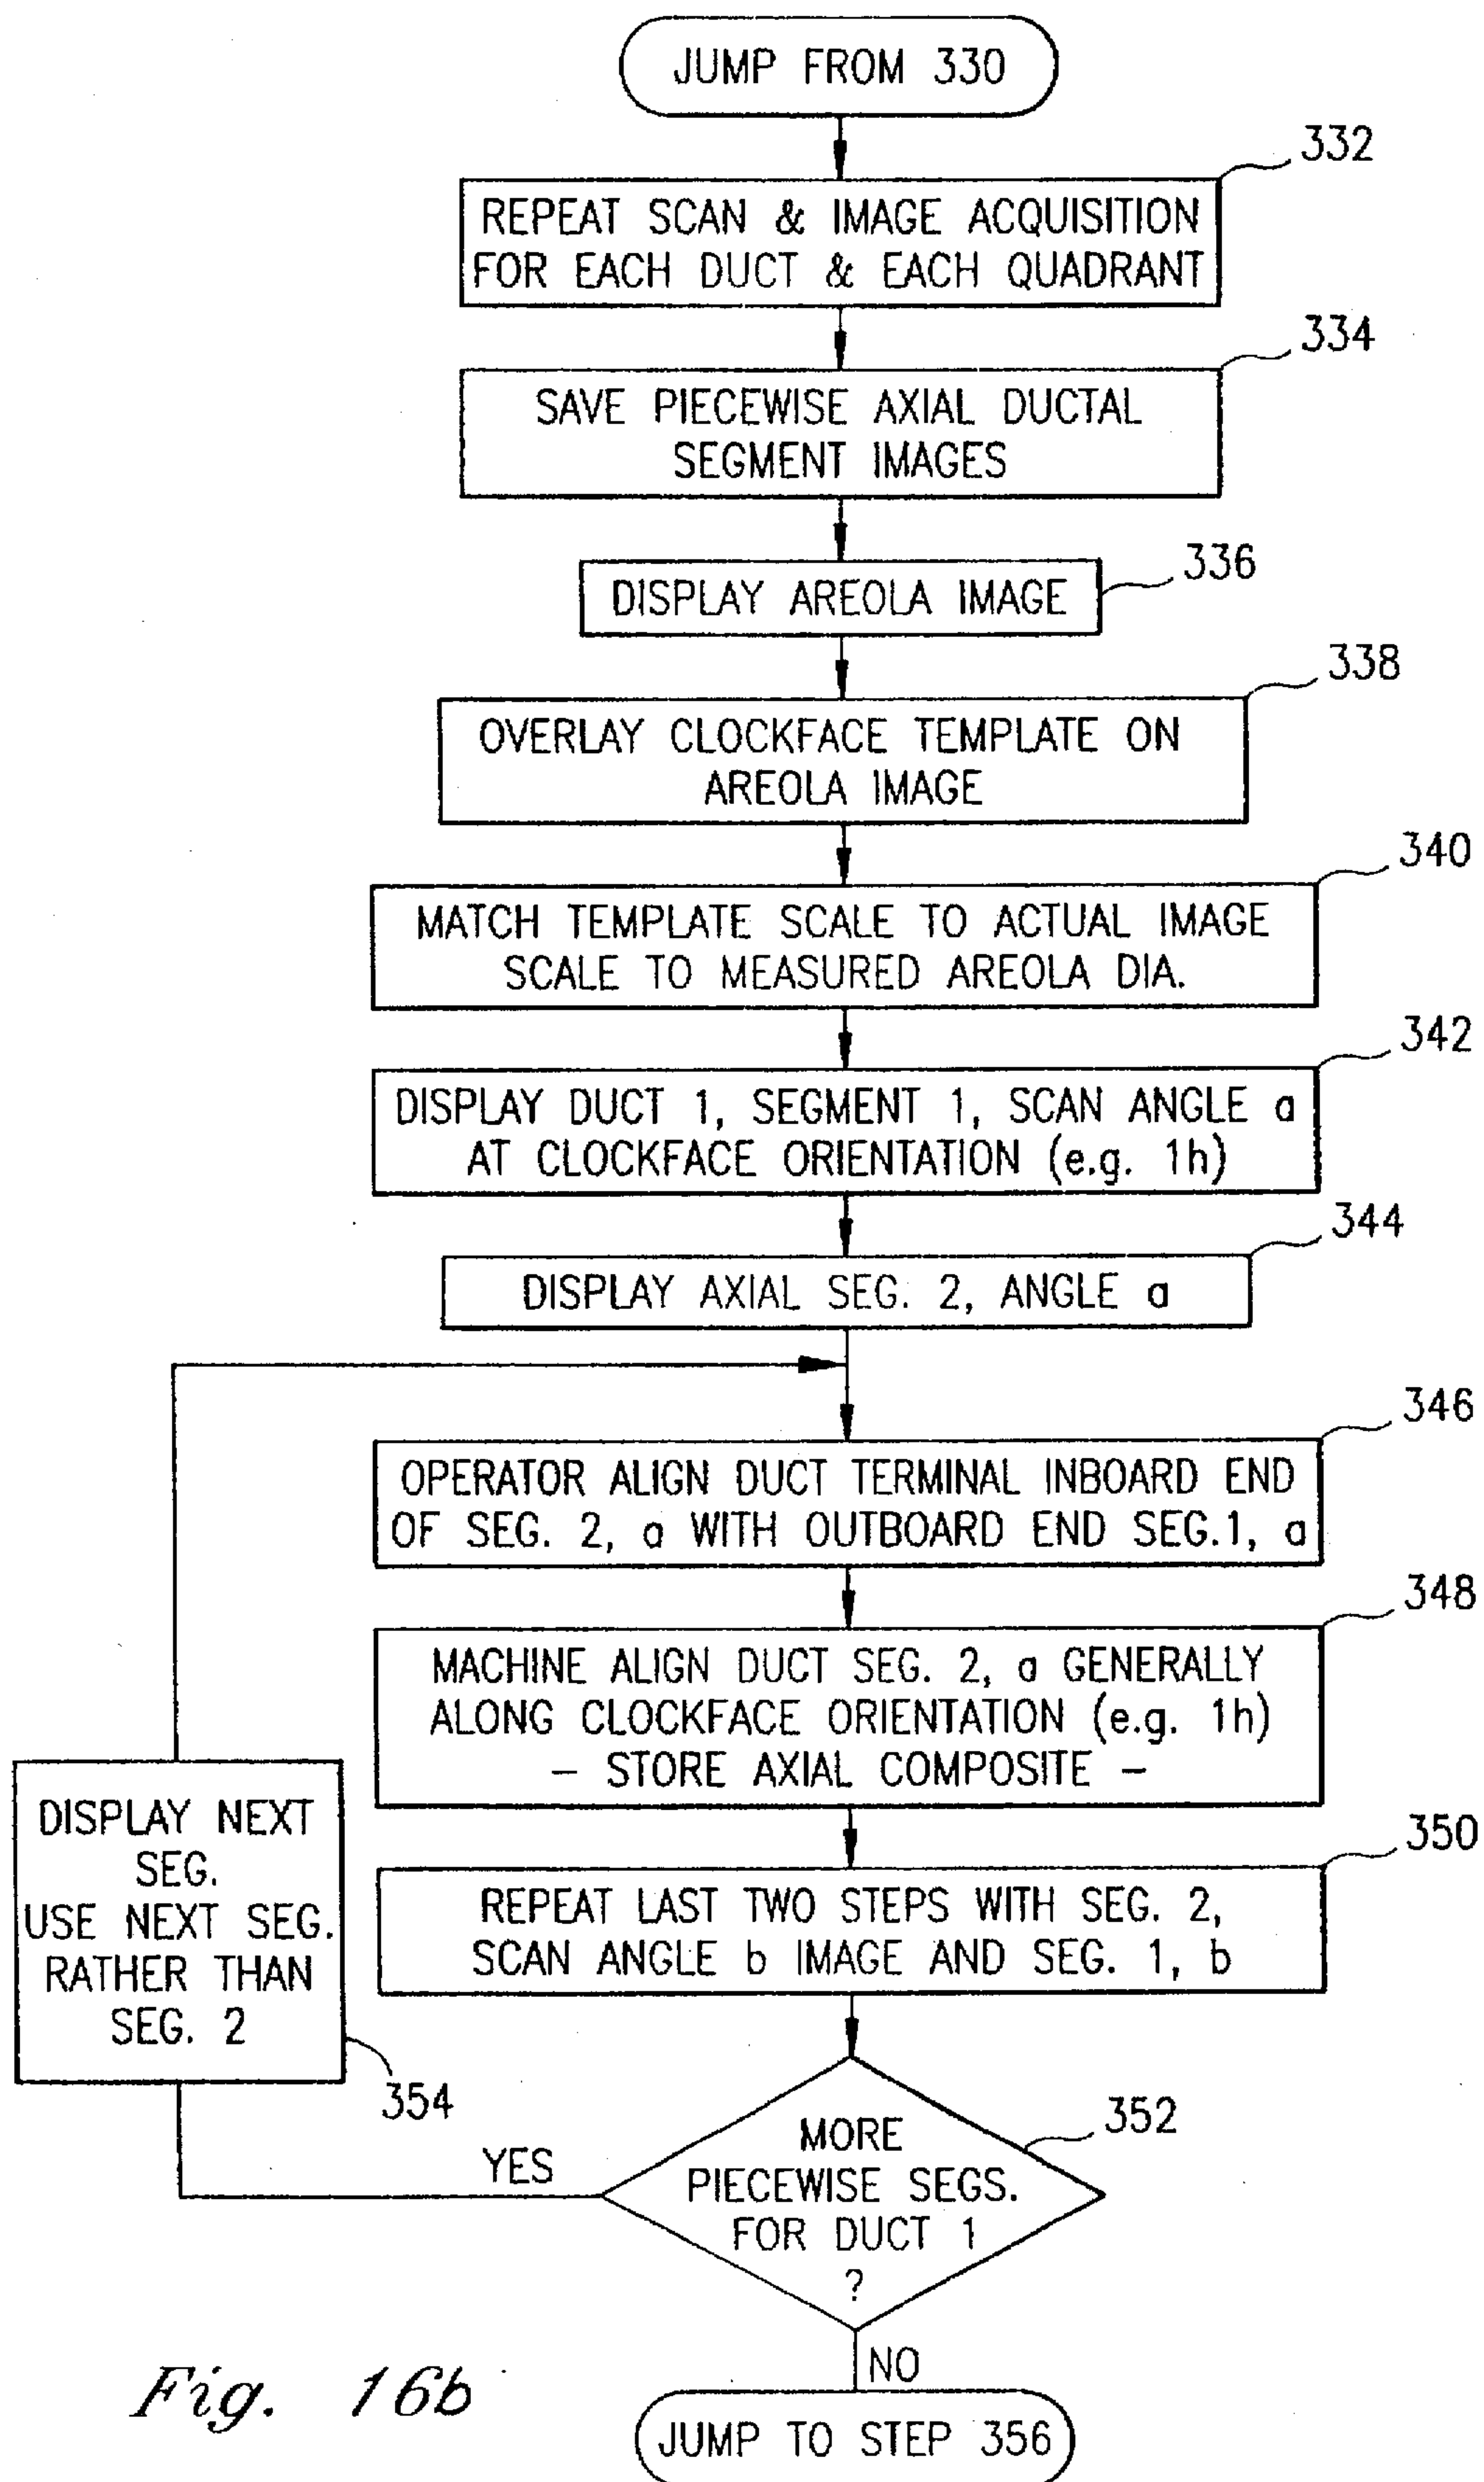 JUMP FROM 330
332
REPEAT SCAN & IMAGE ACQUISITION
FOR EACH DUCT & EACH QUADRANT
334
SAVE PIECEWISE AXIAL DUCTAL
SEGMENT IMAGES
336
DISPLAY AREOLA IMAGE
338
OVERLAY CLOCKFACE TEMPLATE ON
AREOLA IMAGE
340
MATCH TEMPLATE SCALE TO ACTUAL IMAGE
SCALE TO MEASURED AREOLA DIA.
342
DISPLAY DUCT 1, SEGMENT 1, SCAN ANGLE a
AT CLOCKFACE ORIENTATION (e.g. 1h)
344
DISPLAY AXIAL SEG. 2, ANGLE a
346
OPERATOR ALIGN DUCT TERMINAL INBOARD END
OF SEG. 2, a WITH OUTBOARD END SEG.1, a
348
MACHINE ALIGN DUCT SEG. 2, a GENERALLY
ALONG CLOCKFACE ORIENTATION (e.g. 1h)
– STORE AXIAL COMPOSITE –
350
REPEAT LAST TWO STEPS WITH SEG. 2,
SCAN ANGLE b IMAGE AND SEG. 1, b
352
MORE
PIECEWISE SEGS.
FOR DUCT 1
?
YES
DISPLAY NEXT
SEG.
USE NEXT SEG.
RATHER THAN
SEG. 2
354
NO
JUMP TO STEP 356
Fig. 16b